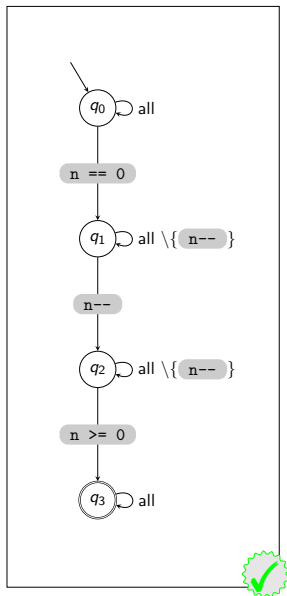 q0 all
n == 0
q1 all \{ n-- }
n--
q2 all \{ n-- }
n >= 0
q3 all